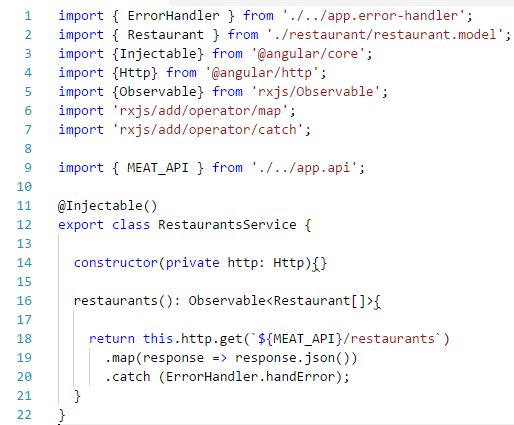 1 import { ErrorHandler } from './../app.error-handler';
2 import { Restaurant } from './restaurant/restaurant.model';
3 import {Injectable} from '@angular/core';
4 import {Http} from '@angular/http';
5 import {Observable} from 'rxjs/Observable';
6 import 'rxjs/add/operator/map';
7 import 'rxjs/add/operator/catch';
8
9 import { MEAT_API } from './../app.api';
10
11 @Injectable()
12 export class RestaurantsService {
13
14   constructor(private http: Http){}
15
16   restaurants(): Observable<Restaurant[]>{
17
18     return this.http.get(`${MEAT_API}/restaurants`)
19       .map(response => response.json())
20       .catch (ErrorHandler.handError);
21   }
22 }